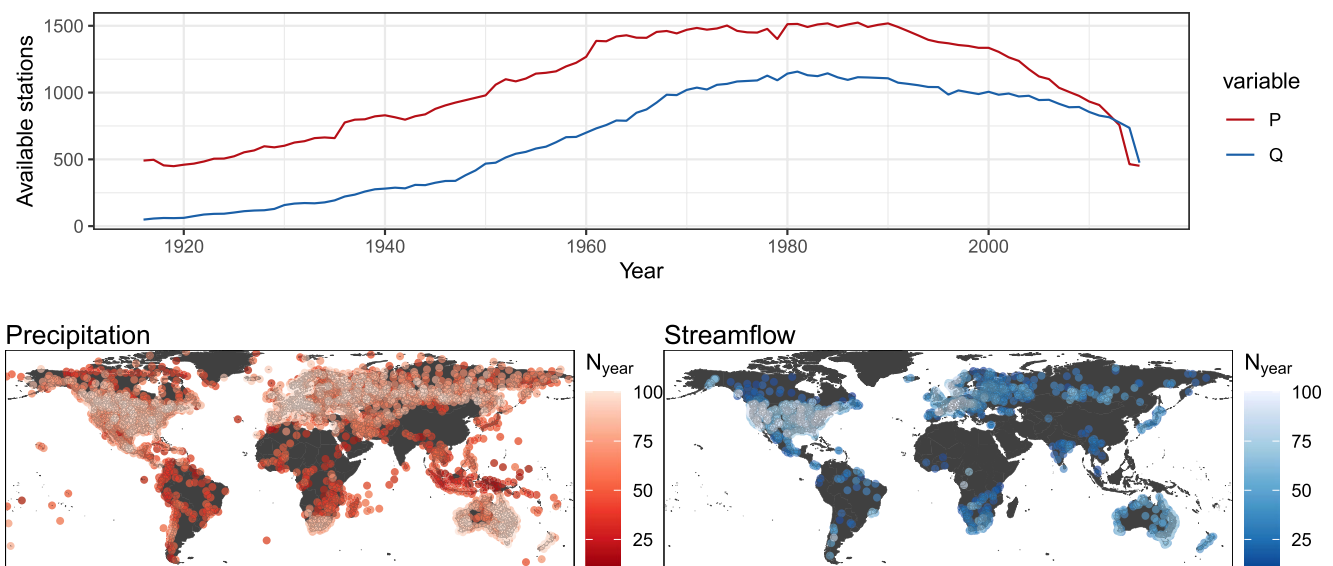 Available stations
1500
1000
500
0
1920 1940 1960 1980 2000
Year
variable
P
Q
Precipitation
Nyear
100
75
50
25
Streamflow
Nyear
100
75
50
25